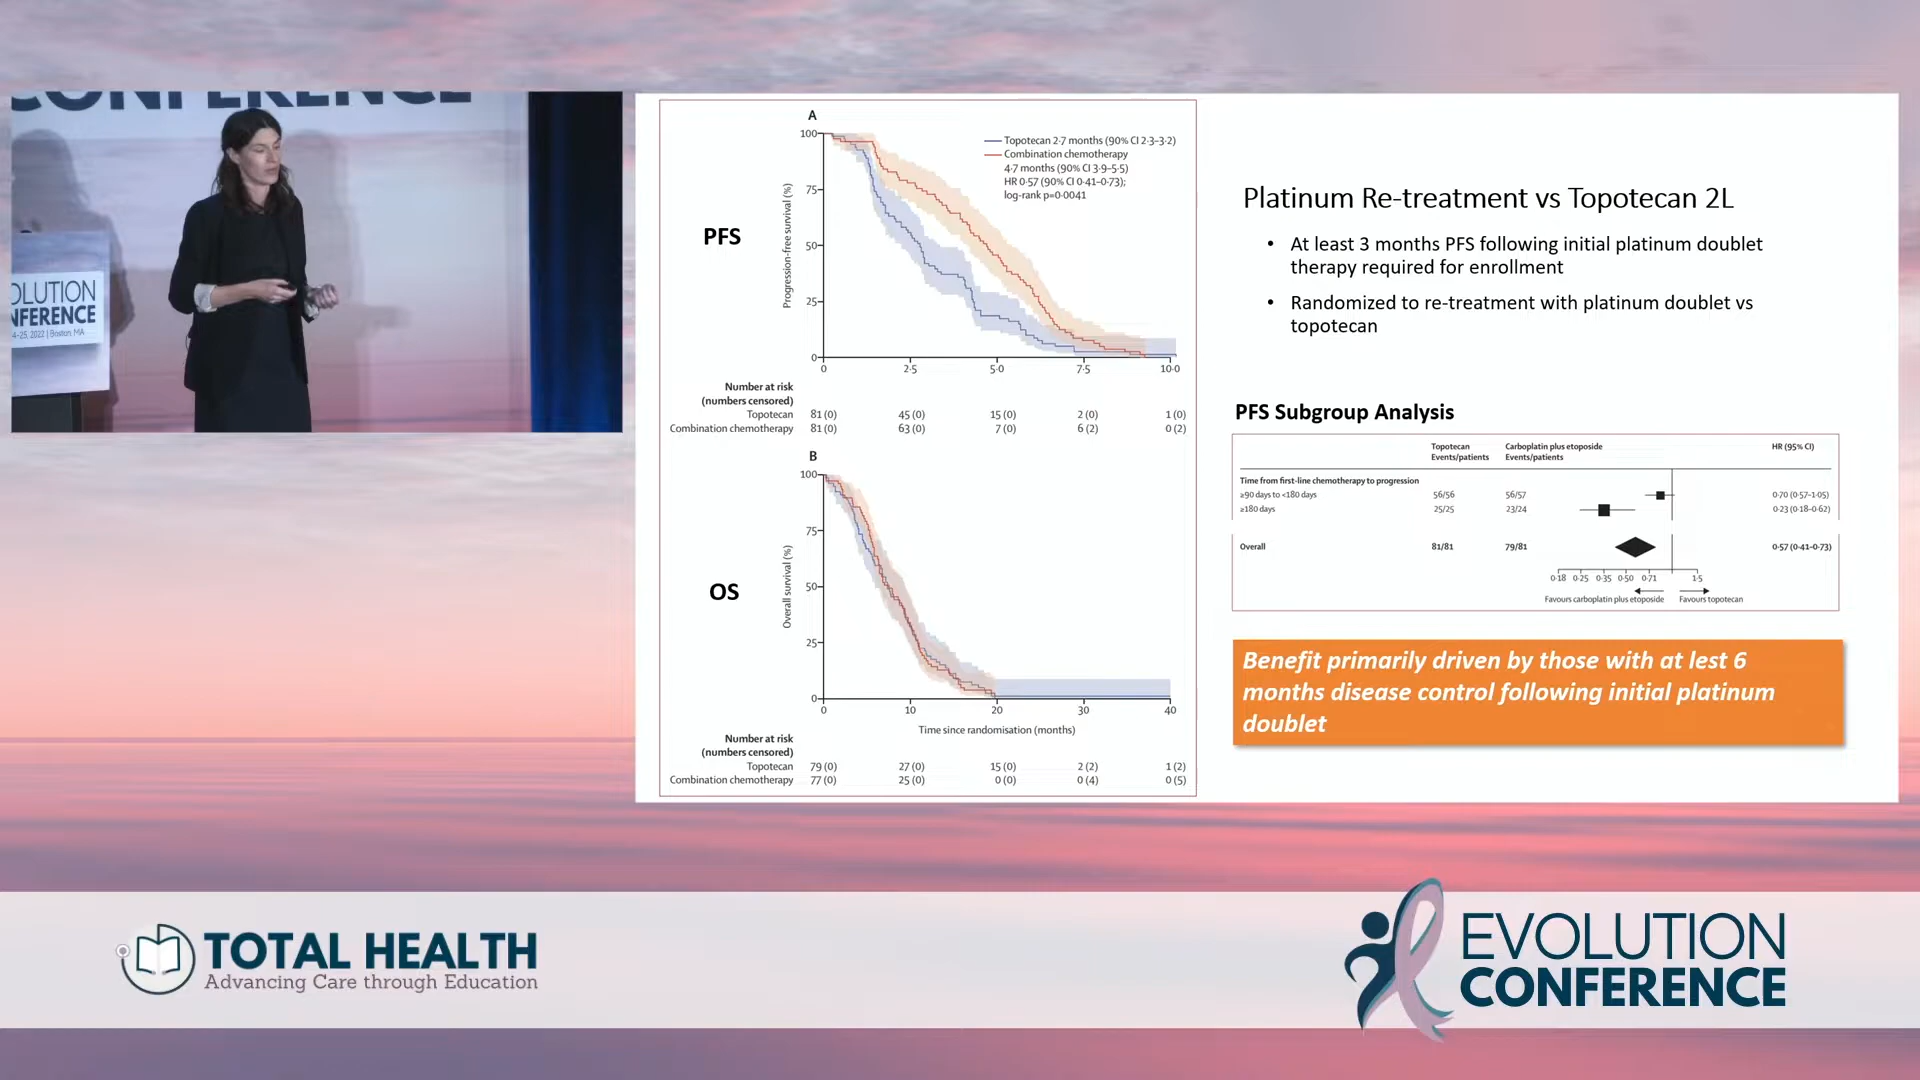 CONFERENCE
OLUTION
NFERENCE
4-25, 2022 | Boston, MA
A
100
75
50
25
0
Progression-free survival (%)
PFS
Topotecan 2·7 months (90% CI 2·3–3·2)
Combination chemotherapy
4·7 months (90% CI 3·9–5·5)
HR 0·57 (90% CI 0·41–0·73);
log-rank p=0·0041
0 2·5 5·0 7·5 10·0
Number at risk
(numbers censored)
Topotecan 81 (0) 45 (0) 15 (0) 2 (0) 1 (0)
Combination chemotherapy 81 (0) 63 (0) 7 (0) 6 (2) 0 (2)
B
100
75
50
25
0
Overall survival (%)
OS
0 10 20 30 40
Time since randomisation (months)
Number at risk
(numbers censored)
Topotecan 79 (0) 27 (0) 15 (0) 2 (2) 1 (2)
Combination chemotherapy 77 (0) 25 (0) 0 (0) 0 (4) 0 (5)
Platinum Re-treatment vs Topotecan 2L
• At least 3 months PFS following initial platinum doublet
therapy required for enrollment
• Randomized to re-treatment with platinum doublet vs
topotecan
PFS Subgroup Analysis
Topotecan Carboplatin plus etoposide HR (95% CI)
Events/patients Events/patients
Time from first-line chemotherapy to progression
≥90 days to <180 days 56/56 56/57 0·70 (0·57–1·05)
≥180 days 25/25 23/24 0·23 (0·18–0·62)
Overall 81/81 79/81 0·57 (0·41–0·73)
0·18 0·25 0·35 0·50 0·71 1·5
Favours carboplatin plus etoposide Favours topotecan
Benefit primarily driven by those with at lest 6
months disease control following initial platinum
doublet
TOTAL HEALTH
Advancing Care through Education
EVOLUTION
CONFERENCE